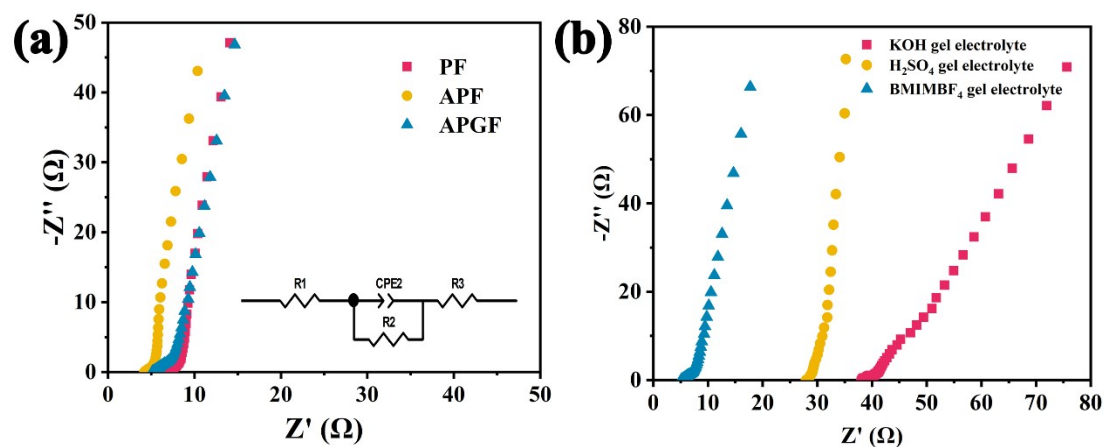 (a)
50
40
30
20
10
0
-Z'' (Ω)
PF
APF
APGF
R1
CPE2
R3
R2
0 10 20 30 40 50
Z' (Ω)
(b)
80
60
40
20
0
-Z'' (Ω)
KOH gel electrolyte
H₂SO₄ gel electrolyte
BMIMBF₄ gel electrolyte
0 10 20 30 40 50 60 70 80
Z' (Ω)